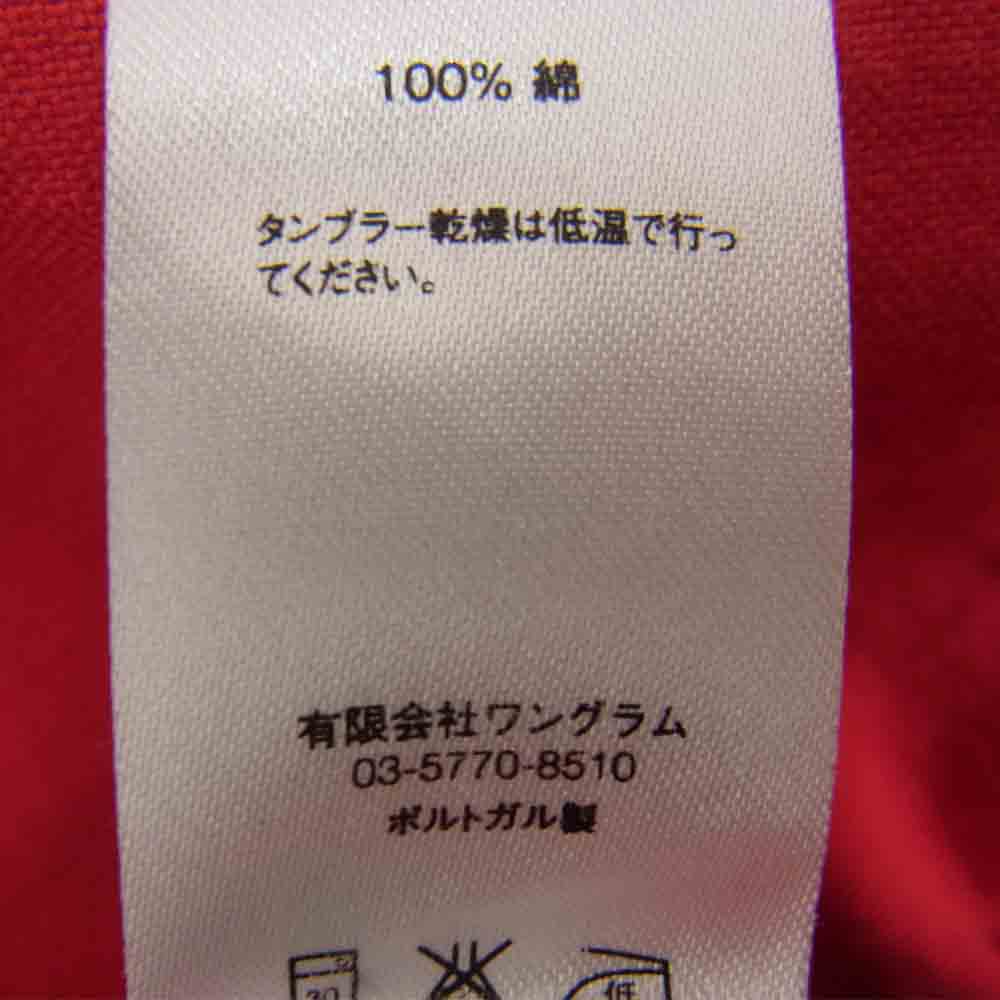 100% 綿
タンブラー乾燥は低温で行っ
てください。
有限会社ワングラム
03-5770-8510
ポルトガル製
30
低